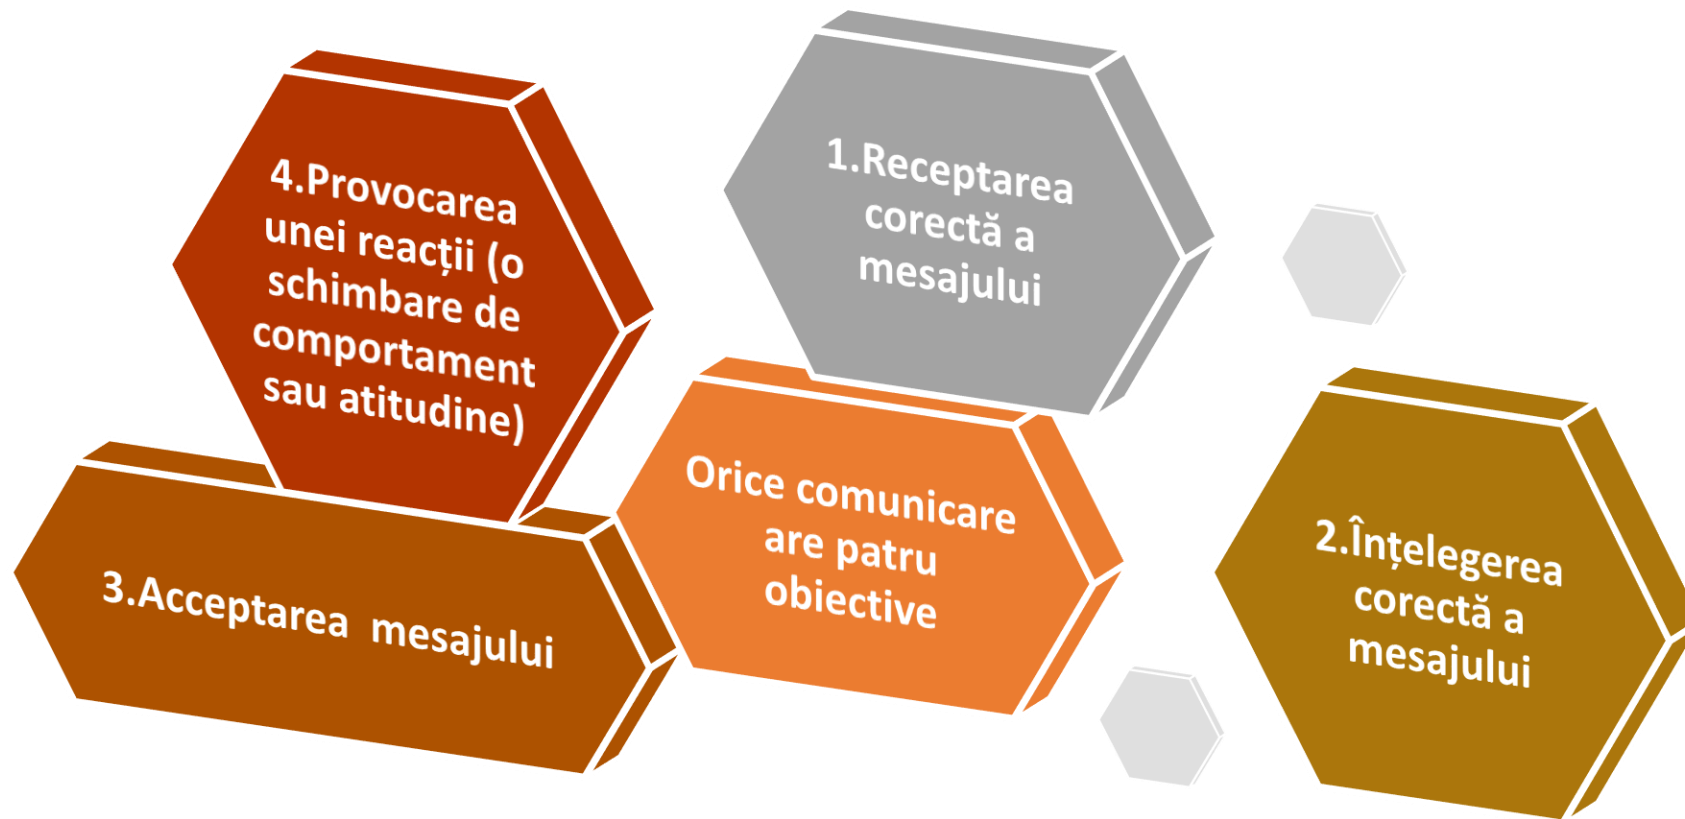 Orice comunicare
are patru
obiective
1.Receptarea
corectă a
mesajului
2.Înțelegerea
corectă a
mesajului
3.Acceptarea  mesajului
4.Provocarea
unei reacții (o
schimbare de
comportament
sau atitudine)